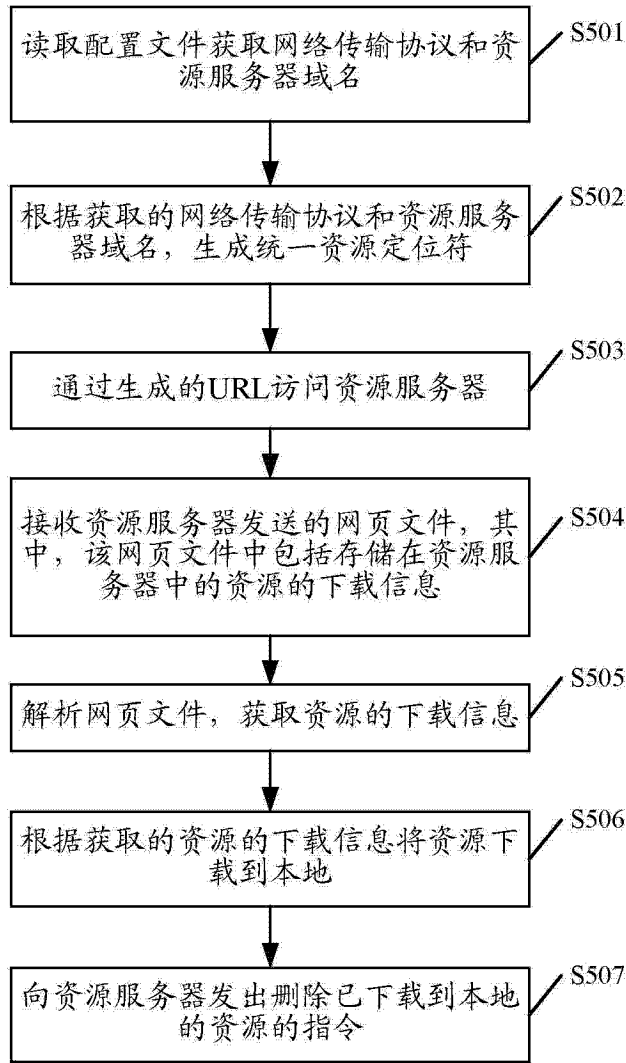 读取配置文件获取网络传输协议和资
源服务器域名
S501
根据获取的网络传输协议和资源服务
器域名，生成统一资源定位符
S502
通过生成的URL访问资源服务器
S503
接收资源服务器发送的网页文件，其
中，该网页文件中包括存储在资源服
务器中的资源的下载信息
S504
解析网页文件，获取资源的下载信息
S505
根据获取的资源的下载信息将资源下
载到本地
S506
向资源服务器发出删除已下载到本地
的资源的指令
S507